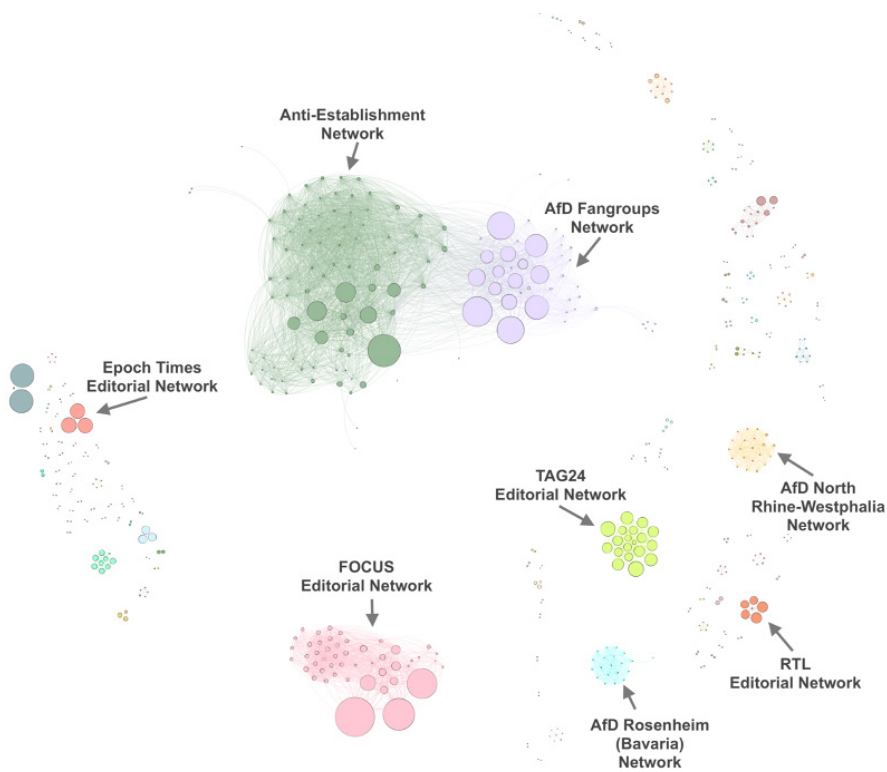 Anti-Establishment
Network
AfD Fangroups
Network
Epoch Times
Editorial Network
TAG24
Editorial Network
AfD North
Rhine-Westphalia
Network
FOCUS
Editorial Network
RTL
Editorial Network
AfD Rosenheim
(Bavaria)
Network